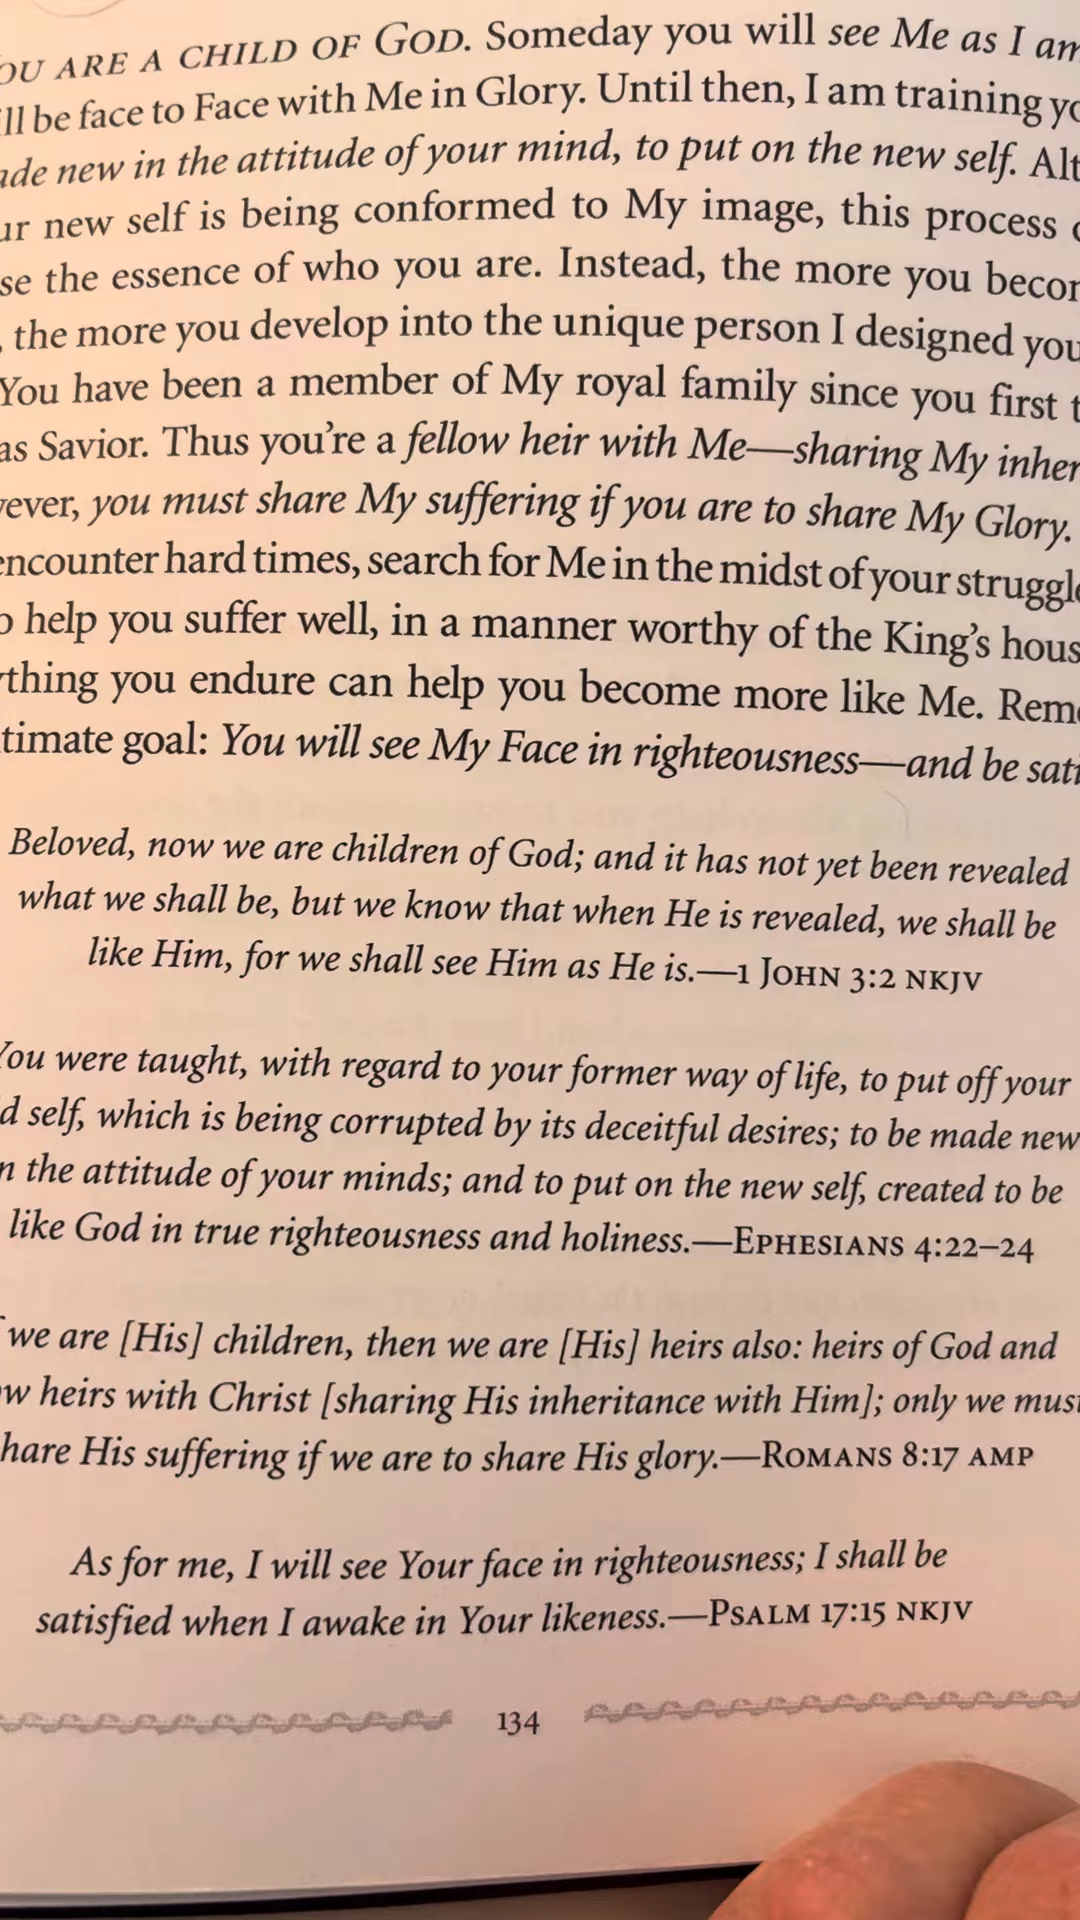 OU ARE A CHILD OF GOD. Someday you will see Me as I am
ll be face to Face with Me in Glory. Until then, I am training yo
ade new in the attitude of your mind, to put on the new self. Alt
ur new self is being conformed to My image, this process
se the essence of who you are. Instead, the more you becom
, the more you develop into the unique person I designed you
You have been a member of My royal family since you first t
as Savior. Thus you're a fellow heir with Me—sharing My inher
vever, you must share My suffering if you are to share My Glory.
encounter hard times, search for Me in the midst of your struggle
o help you suffer well, in a manner worthy of the King's hous
ything you endure can help you become more like Me. Reme
timate goal: You will see My Face in righteousness—and be sati
Beloved, now we are children of God; and it has not yet been revealed
what we shall be, but we know that when He is revealed, we shall be
like Him, for we shall see Him as He is.—1 JOHN 3:2 NKJV
You were taught, with regard to your former way of life, to put off your
d self, which is being corrupted by its deceitful desires; to be made new
n the attitude of your minds; and to put on the new self, created to be
like God in true righteousness and holiness.—EPHESIANS 4:22–24
f we are [His] children, then we are [His] heirs also: heirs of God and
ow heirs with Christ [sharing His inheritance with Him]; only we must
hare His suffering if we are to share His glory.—ROMANS 8:17 AMP
As for me, I will see Your face in righteousness; I shall be
satisfied when I awake in Your likeness.—PSALM 17:15 NKJV
134